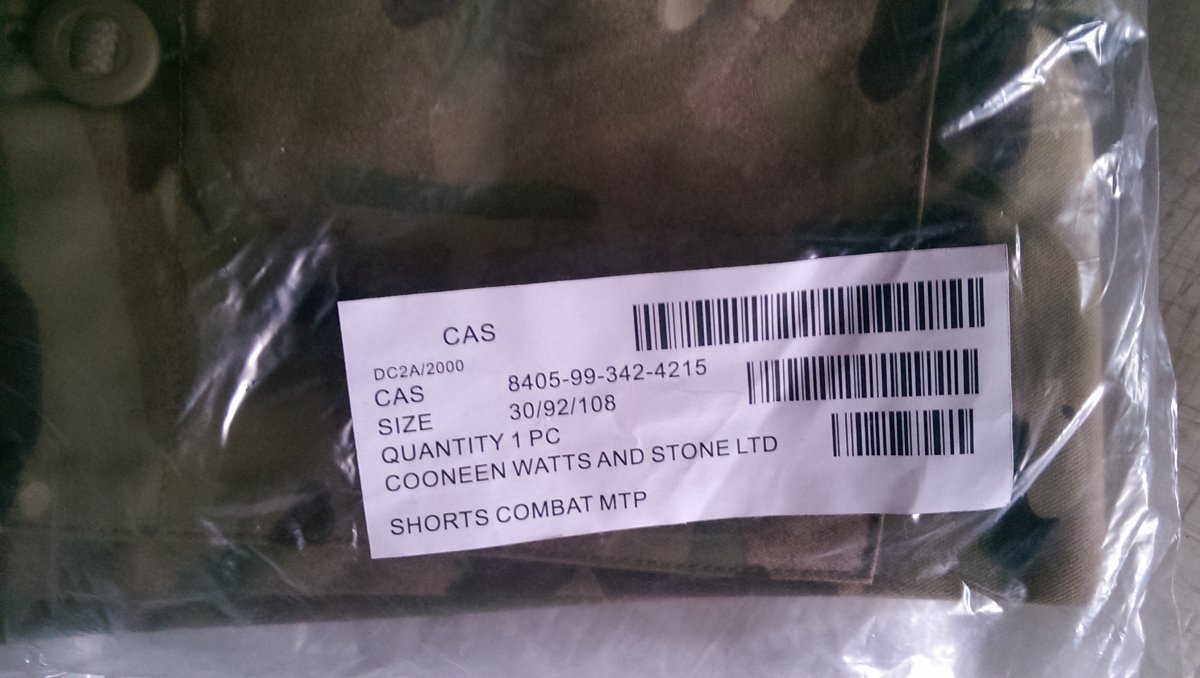 CAS
DC2A/2000
CAS 8405-99-342-4215
SIZE 30/92/108
QUANTITY 1 PC
COONEEN WATTS AND STONE LTD
SHORTS COMBAT MTP